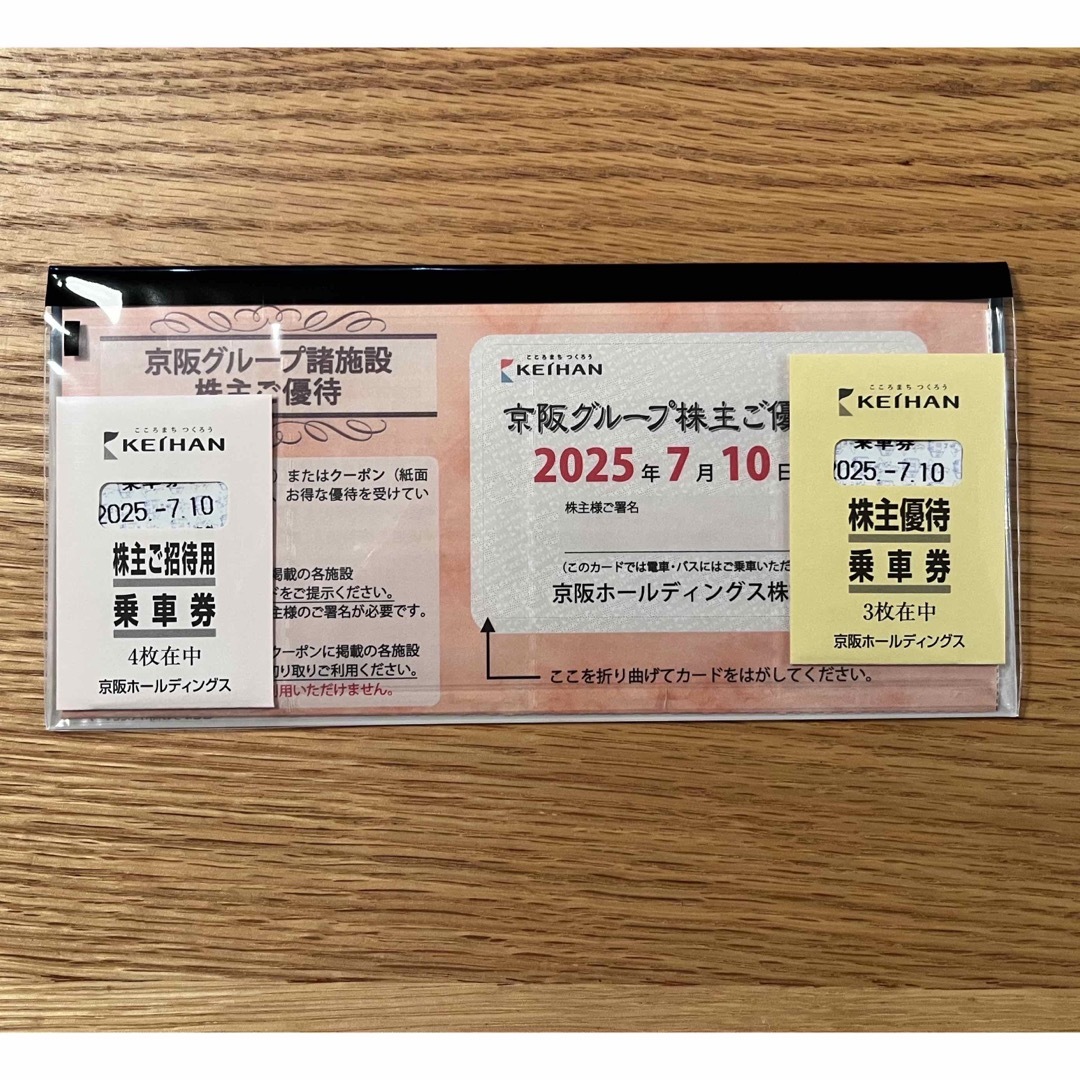 京阪グループ諸施設
株主ご優待
またはクーポン（紙面
お得な優待を受けてい
掲載の各施設
をご提示ください。
主様のご署名が必要です。
クーポンに掲載の各施設
切り取りご利用ください。
用いただけません。
こころまち つくろう
KEIHAN
乗車券
2025.-7.10
株主ご招待用
乗車券
4枚在中
京阪ホールディングス
こころまち つくろう
KEIHAN
京阪グループ株主ご優
2025年7月10日
株主様ご署名
（このカードでは電車・バスにはご乗車いただ
京阪ホールディングス株
ここを折り曲げてカードをはがしてください。
こころまち つくろう
KEIHAN
乗車券
2025.-7.10
株主優待
乗車券
3枚在中
京阪ホールディングス